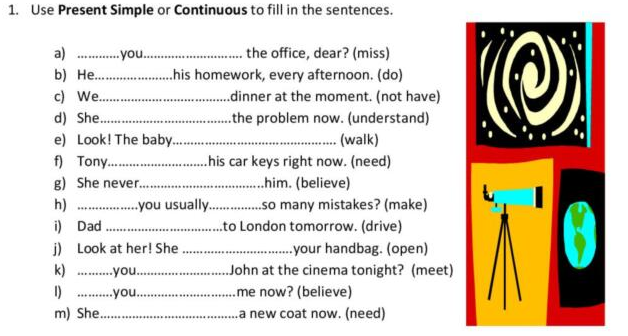 1. Use Present Simple or Continuous to fill in the sentences.
a) ............you............................ the office, dear? (miss)
b) He......................his homework, every afternoon. (do)
c) We.....................................dinner at the moment. (not have)
d) She.....................................the problem now. (understand)
e) Look! The baby.............................................. (walk)
f) Tony............................his car keys right now. (need)
g) She never...................................him. (believe)
h) .................you usually...............so many mistakes? (make)
i) Dad .................................to London tomorrow. (drive)
j) Look at her! She ...............................your handbag. (open)
k) ..........you..........................John at the cinema tonight? (meet)
l) ..........you............................me now? (believe)
m) She.......................................a new coat now. (need)